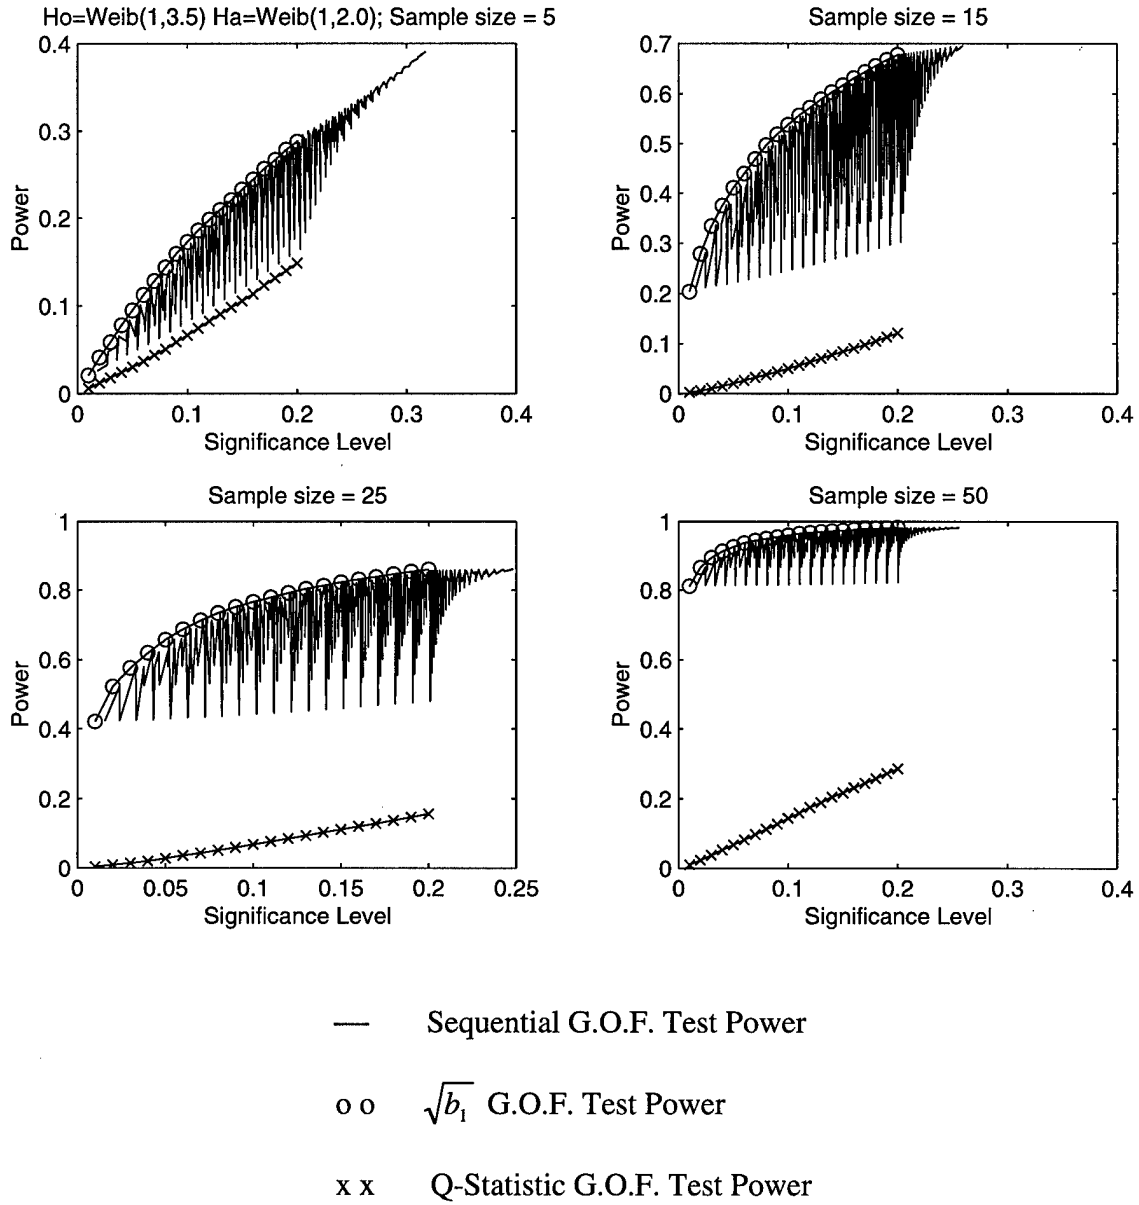 Ho=Weib(1,3.5) Ha=Weib(1,2.0); Sample size = 5
0.4
0.3
0.2
0.1
0
Power
0 0.1 0.2 0.3 0.4
Significance Level
Sample size = 15
0.7
0.6
0.5
0.4
0.3
0.2
0.1
0
Power
0 0.1 0.2 0.3 0.4
Significance Level
Sample size = 25
1
0.8
0.6
0.4
0.2
0
Power
0 0.05 0.1 0.15 0.2 0.25
Significance Level
Sample size = 50
1
0.8
0.6
0.4
0.2
0
Power
0 0.1 0.2 0.3 0.4
Significance Level
— Sequential G.O.F. Test Power
o o √b₁ G.O.F. Test Power
x x Q-Statistic G.O.F. Test Power